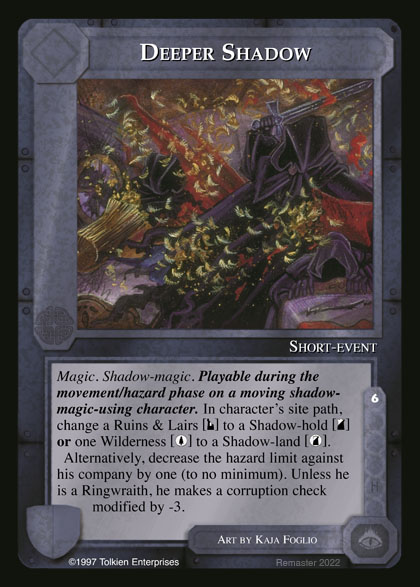 DEEPER SHADOW
SHORT-EVENT
Magic. Shadow-magic. Playable during the
movement/hazard phase on a moving shadow-
magic-using character. In character's site path,
change a Ruins & Lairs [] to a Shadow-hold []
or one Wilderness [] to a Shadow-land [].
Alternatively, decrease the hazard limit against
his company by one (to no minimum). Unless he
is a Ringwraith, he makes a corruption check
modified by -3.
6
H
ART BY KAJA FOGLIO
©1997 Tolkien Enterprises
Remaster 2022